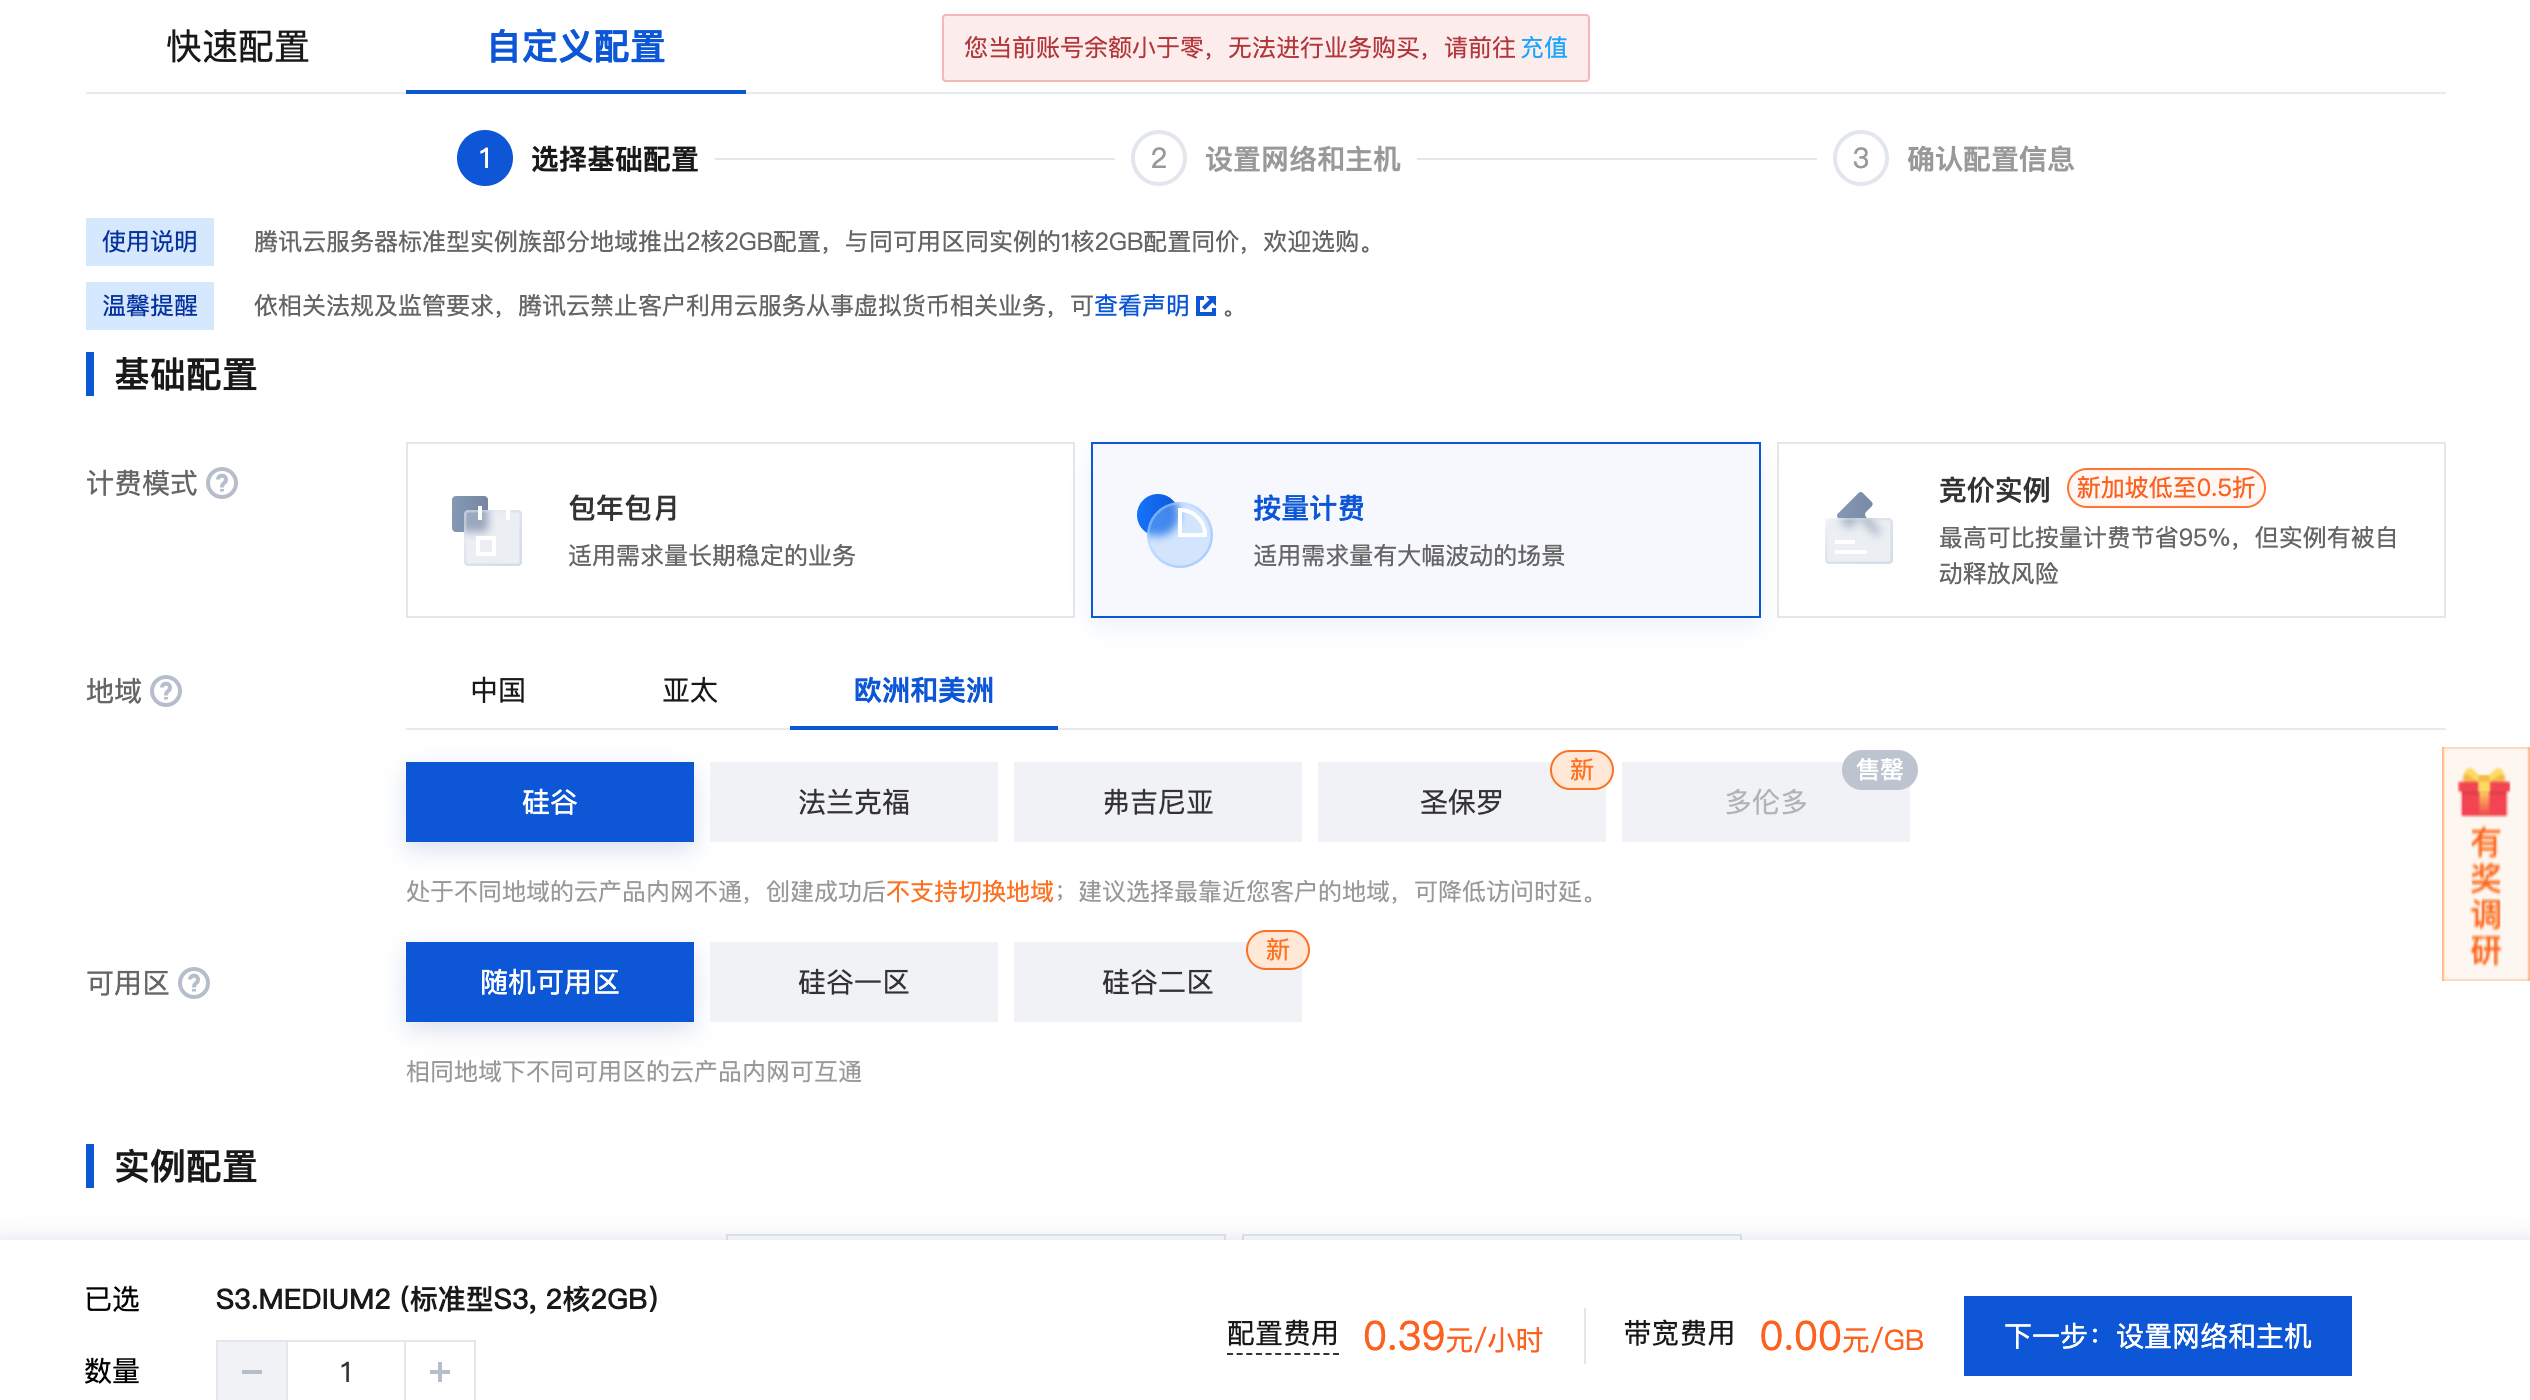 快速配置
自定义配置
您当前账号余额小于零，无法进行业务购买，请前往 充值
1 选择基础配置
2 设置网络和主机
3 确认配置信息
使用说明 腾讯云服务器标准型实例族部分地域推出2核2GB配置，与同可用区同实例的1核2GB配置同价，欢迎选购。
温馨提醒 依相关法规及监管要求，腾讯云禁止客户利用云服务从事虚拟货币相关业务，可查看声明 。
基础配置
计费模式 ?
包年包月
适用需求量长期稳定的业务
按量计费
适用需求量有大幅波动的场景
竞价实例 新加坡低至0.5折
最高可比按量计费节省95%，但实例有被自
动释放风险
地域 ?
中国 亚太 欧洲和美洲
硅谷
法兰克福
弗吉尼亚
圣保罗 新
多伦多 售罄
处于不同地域的云产品内网不通，创建成功后不支持切换地域；建议选择最靠近您客户的地域，可降低访问时延。
可用区 ?
随机可用区
硅谷一区
硅谷二区 新
相同地域下不同可用区的云产品内网可互通
有奖调研
实例配置
已选 S3.MEDIUM2 (标准型S3, 2核2GB)
数量 − 1 +
配置费用 0.39元/小时
带宽费用 0.00元/GB
下一步：设置网络和主机